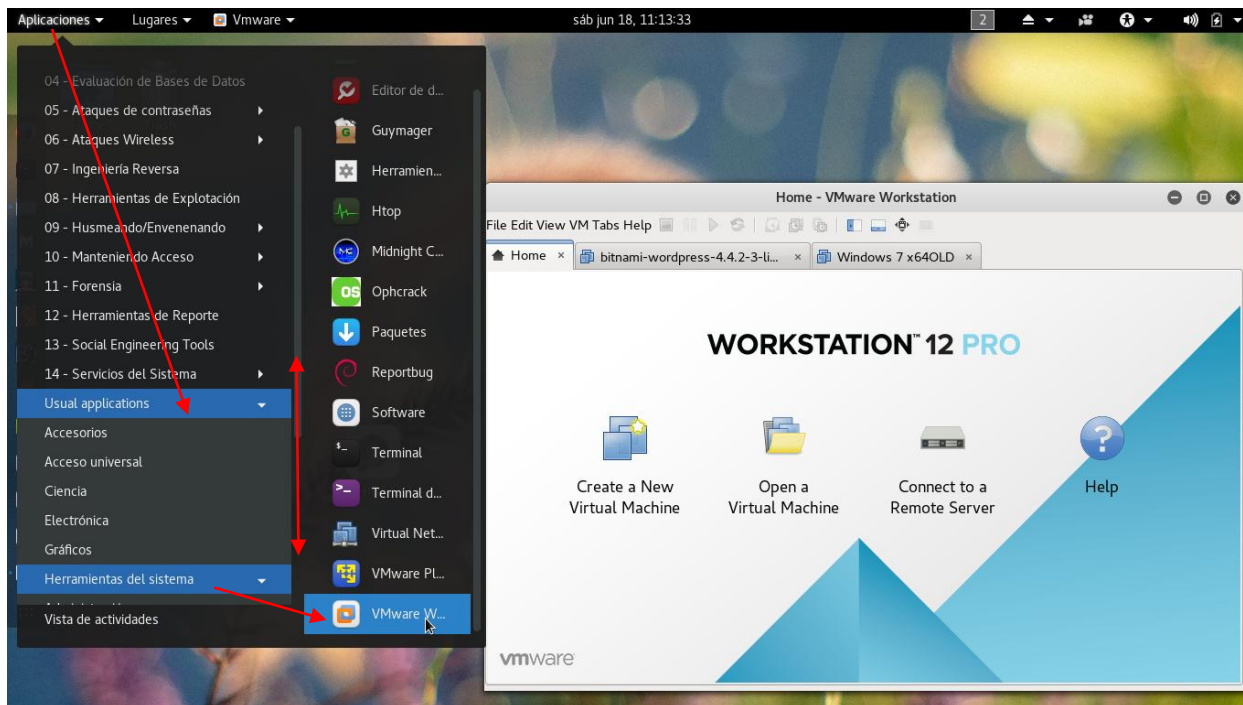 Aplicaciones Lugares Vmware sáb jun 18, 11:13:33 2
04 - Evaluación de Bases de Datos
05 - Ataques de contraseñas
06 - Ataques Wireless
07 - Ingeniería Reversa
08 - Herramientas de Explotación
09 - Husmeando/Envenenando
10 - Manteniendo Acceso
11 - Forensia
12 - Herramientas de Reporte
13 - Social Engineering Tools
14 - Servicios del Sistema
Usual applications
Accesorios
Acceso universal
Ciencia
Electrónica
Gráficos
Herramientas del sistema
Vista de actividades
Editor de d...
Guymager
Herramien...
Htop
Midnight C...
Ophcrack
Paquetes
Reportbug
Software
Terminal
Terminal d...
Virtual Net...
VMware Pl...
VMware W...
Home - VMware Workstation
File Edit View VM Tabs Help
Home × bitnami-wordpress-4.4.2-3-li... × Windows 7 x64OLD ×
WORKSTATION™ 12 PRO
Create a New
Virtual Machine
Open a
Virtual Machine
Connect to a
Remote Server
Help
vmware